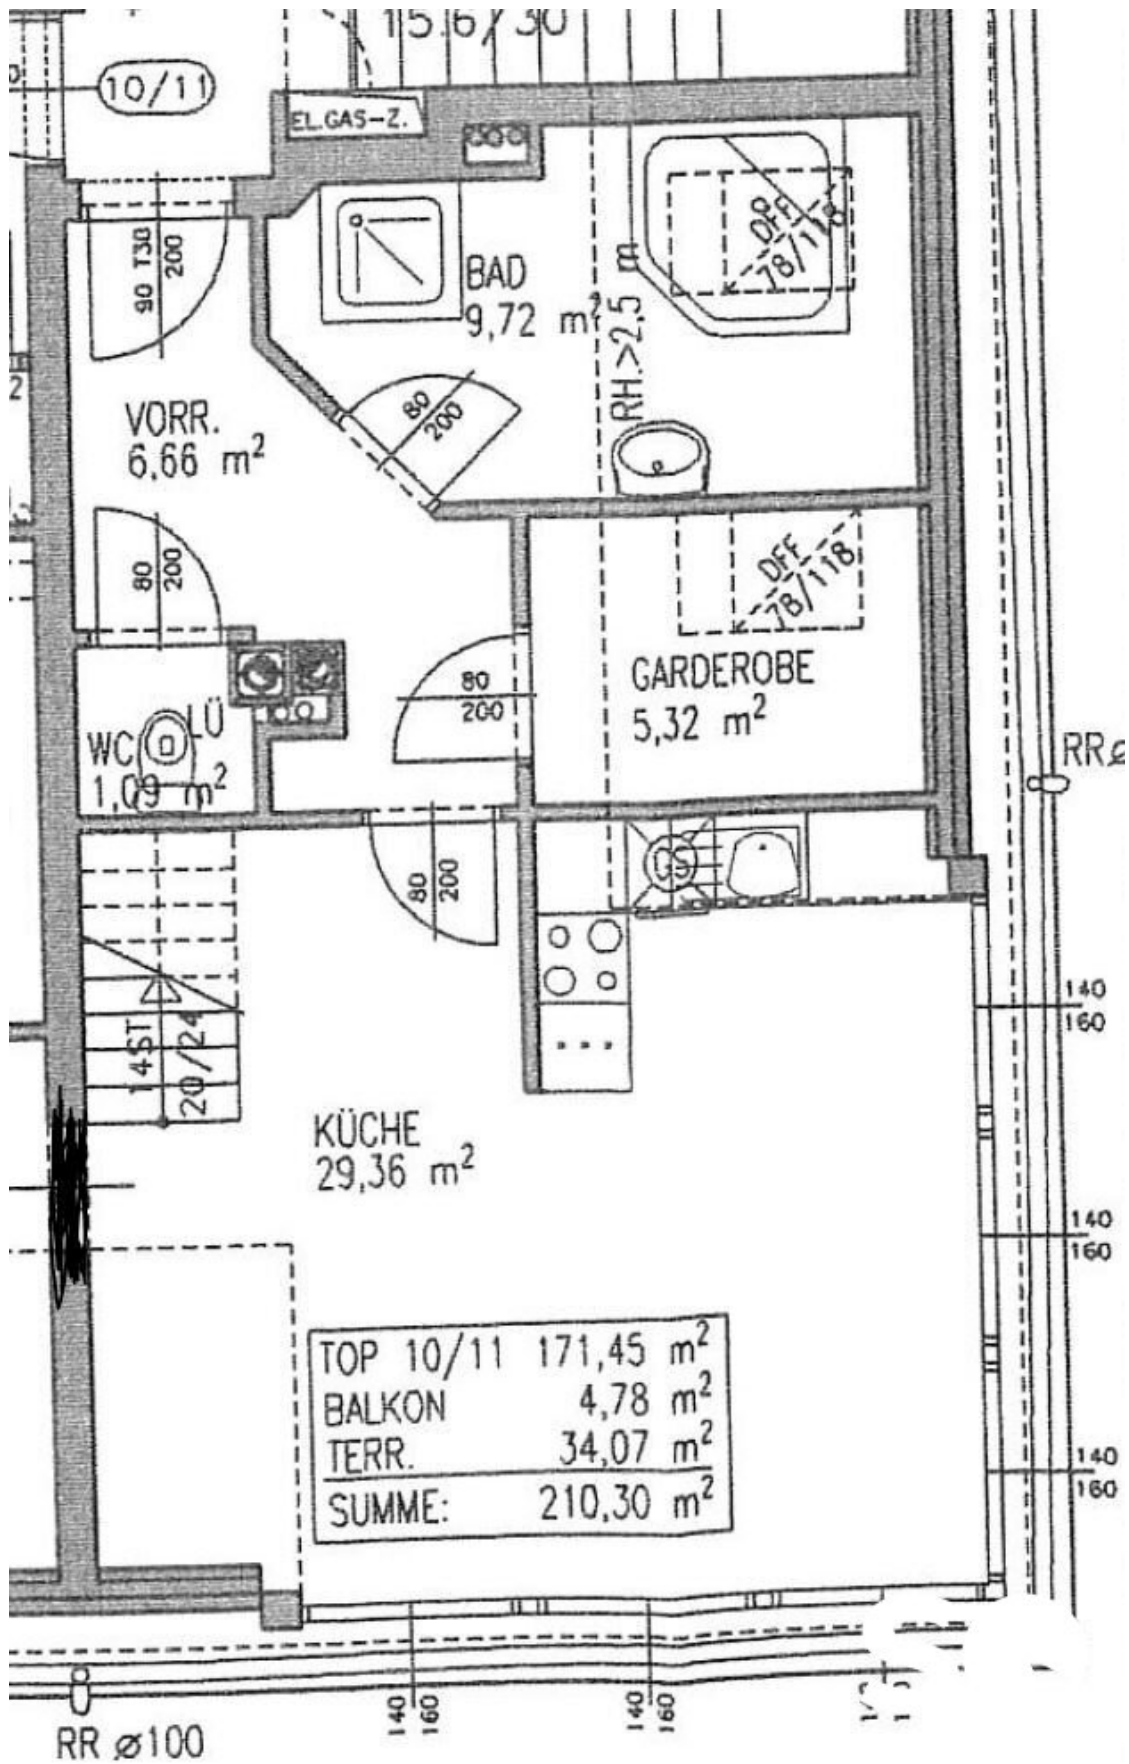 15.6/30
10/11
EL.GAS-Z.
90 T30
200
BAD
9,72 m²
DFF
78/118
RH.>2,5 m
80
200
VORR.
6,66 m²
80
200
DFF
78/118
GARDEROBE
5,32 m²
80
200
LÜ
WC
1,09 m²
RR ø
80
200
14ST
20/24
140
160
KÜCHE
29,36 m²
140
160
TOP 10/11 171,45 m²
BALKON 4,78 m²
TERR. 34,07 m²
SUMME: 210,30 m²
140
160
140
160
140
160
RR ø100